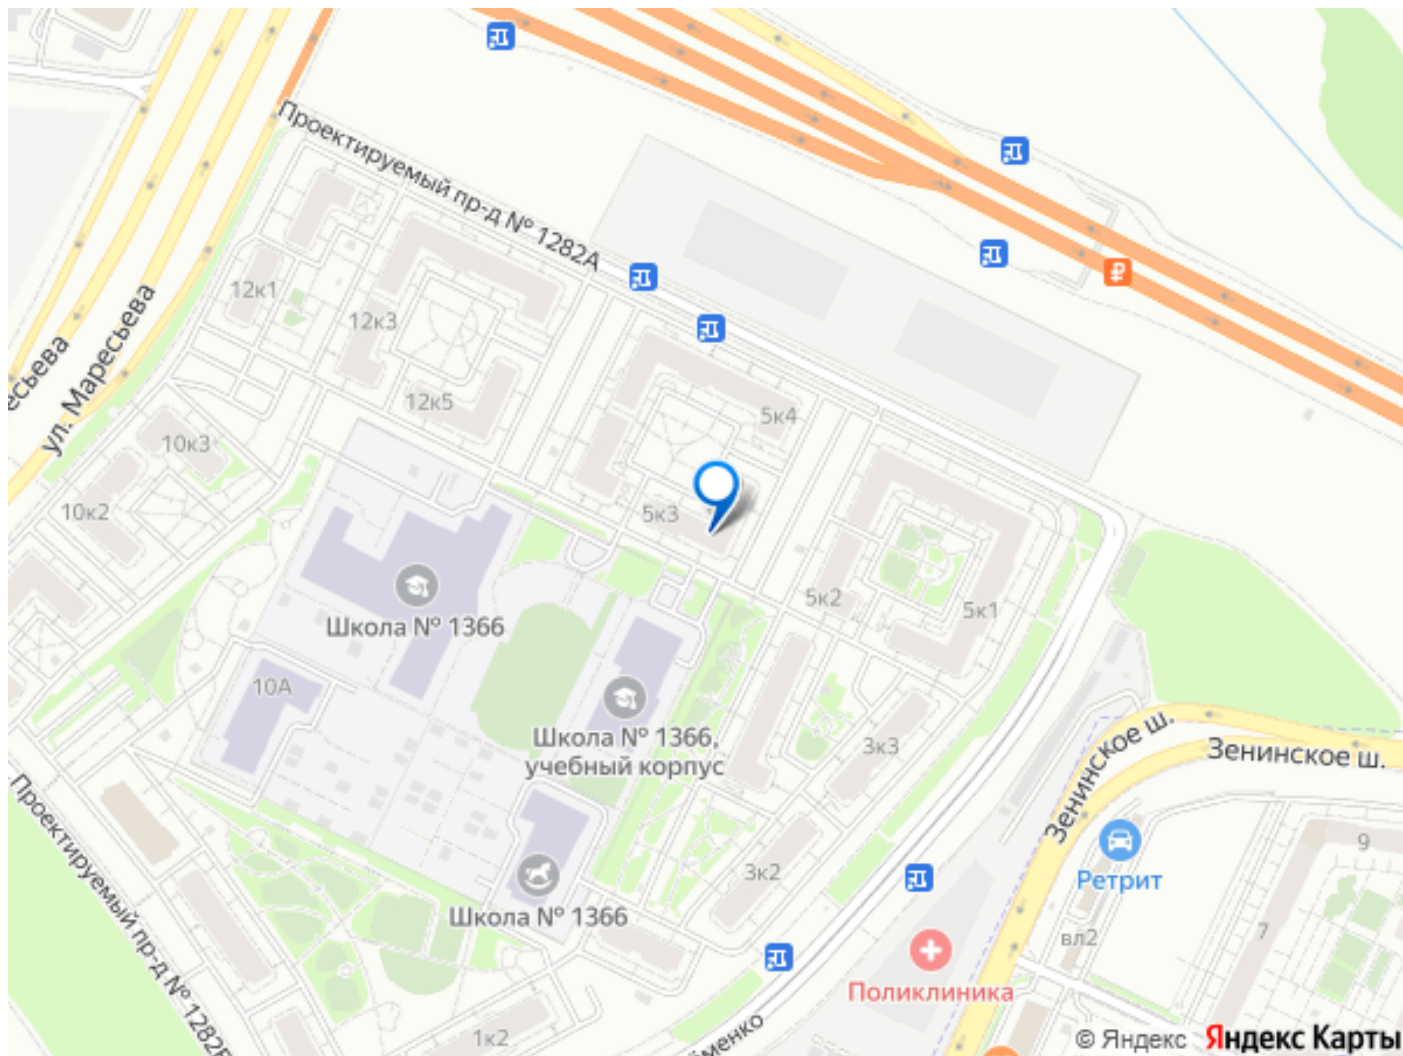 Проектируемый пр-д № 1282А
12к1
12к3
12к5
ул. Маресьева
есьева
10к3
10к2
5к4
5к3
5к2
5к1
Школа № 1366
10А
Школа № 1366,
учебный корпус
3к3
3к2
Школа № 1366
Проектируемый пр-д № 1282
1к2
менко
Зенинское ш.
Зенинское ш.
Ретрит
9
7
вл2
Поликлиника
₽
© Яндекс
Яндекс Карты